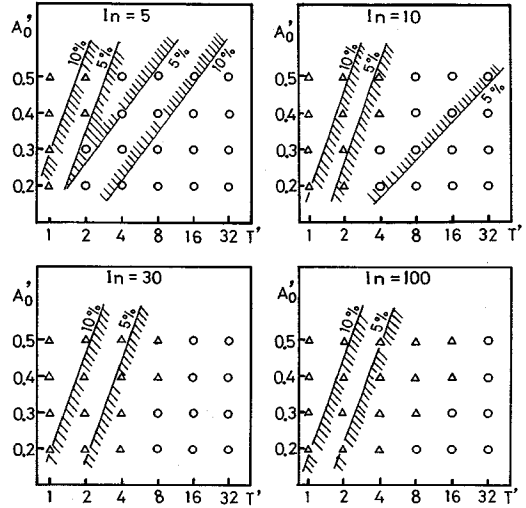 A₀' In = 5
10% 5% 5% 10%
0,5
0,4
0,3
0,2
1 2 4 8 16 32 T'
A₀' In = 10
10% 5%
0,5
5%
0,4
0,3
0,2
1 2 4 8 16 32 T'
A₀' In = 30
10% 5%
0,5
0,4
0,3
0,2
1 2 4 8 16 32 T'
A₀' In = 100
10% 5%
0,5
0,4
0,3
0,2
1 2 4 8 16 32 T'